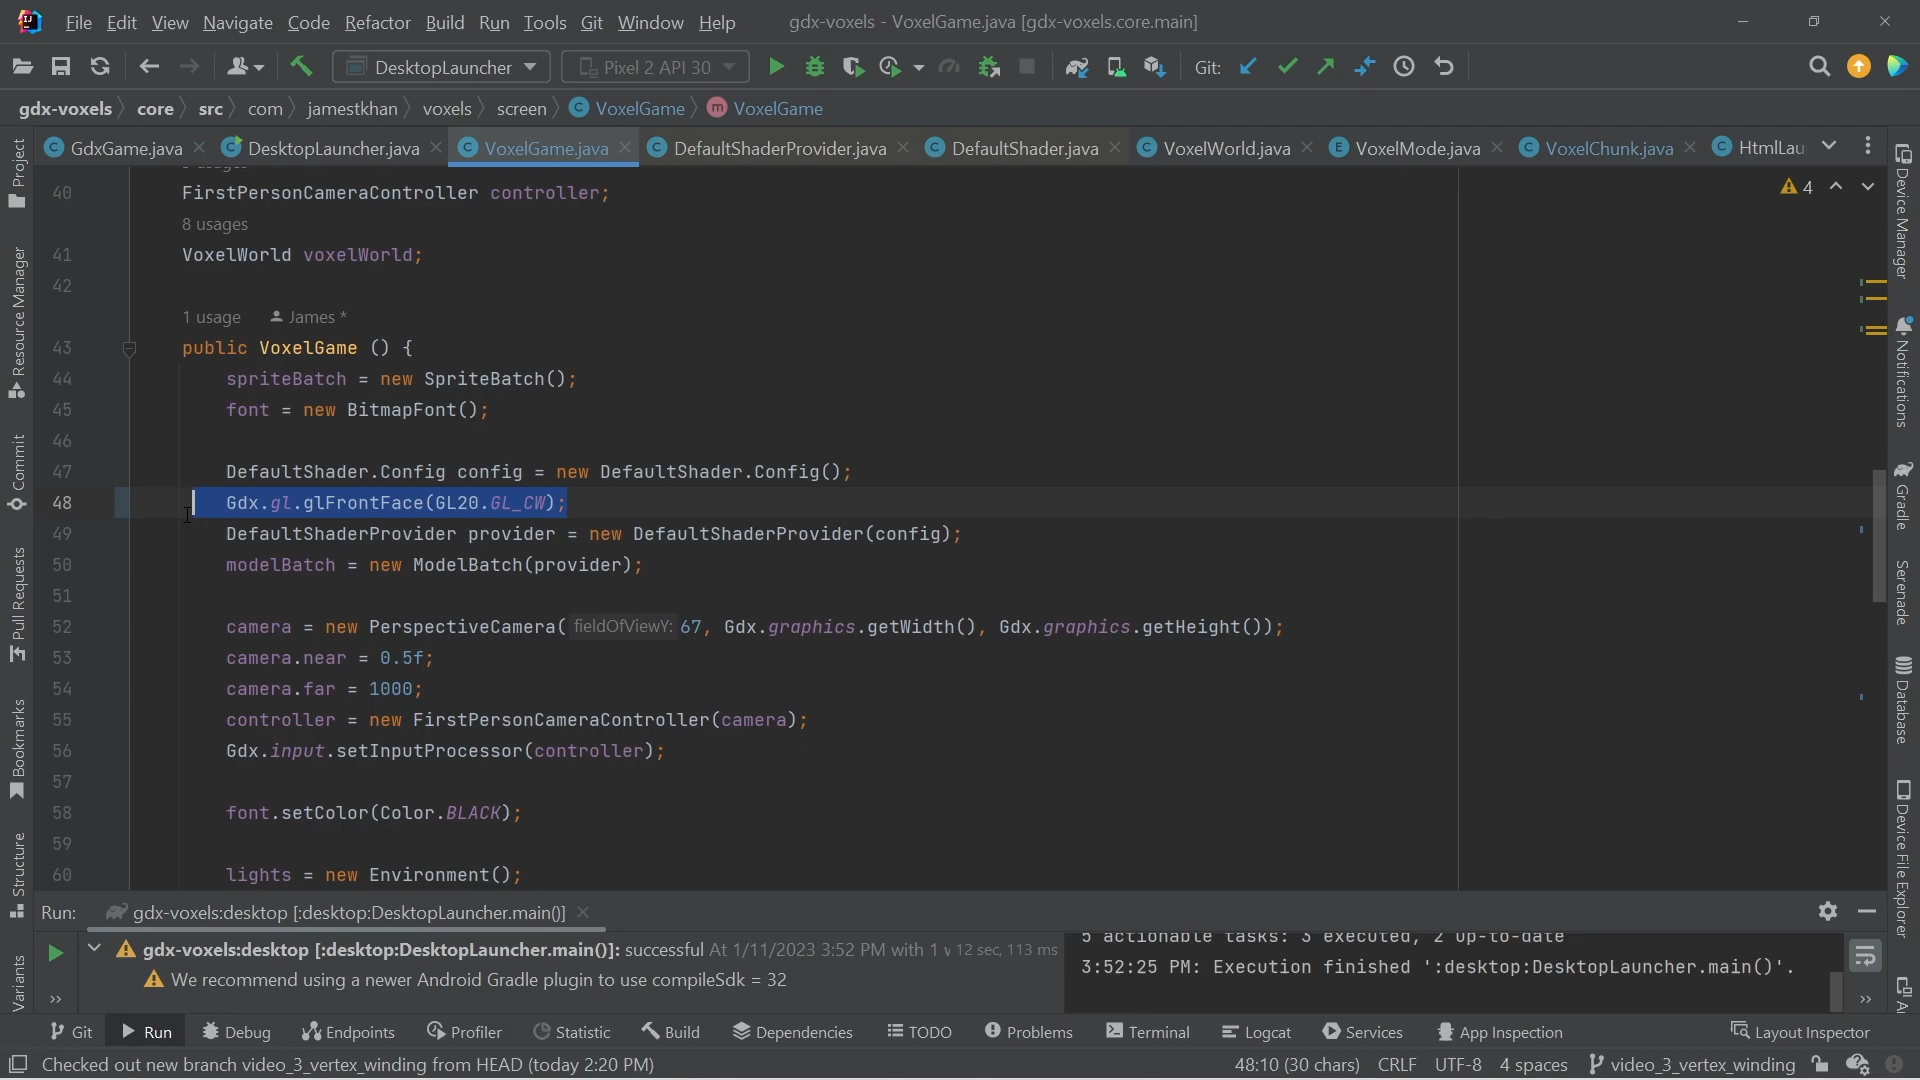 File Edit View Navigate Code Refactor Build Run Tools Git Window Help gdx-voxels - VoxelGame.java [gdx-voxels.core.main]
DesktopLauncher Pixel 2 API 30 Git:
gdx-voxels core src com jamestkhan voxels screen VoxelGame VoxelGame
GdxGame.java DesktopLauncher.java VoxelGame.java DefaultShaderProvider.java DefaultShader.java VoxelWorld.java VoxelMode.java VoxelChunk.java HtmlLau
4
40 FirstPersonCameraController controller;
8 usages
41 VoxelWorld voxelWorld;
42
1 usage James *
43 public VoxelGame () {
44 spriteBatch = new SpriteBatch();
45 font = new BitmapFont();
46
47 DefaultShader.Config config = new DefaultShader.Config();
48 Gdx.gl.glFrontFace(GL20.GL_CW);
49 DefaultShaderProvider provider = new DefaultShaderProvider(config);
50 modelBatch = new ModelBatch(provider);
51
52 camera = new PerspectiveCamera( fieldOfViewY: 67, Gdx.graphics.getWidth(), Gdx.graphics.getHeight());
53 camera.near = 0.5f;
54 camera.far = 1000;
55 controller = new FirstPersonCameraController(camera);
56 Gdx.input.setInputProcessor(controller);
57
58 font.setColor(Color.BLACK);
59
60 lights = new Environment();
Project
Resource Manager
Commit
Pull Requests
Bookmarks
Structure
Variants
Device Manager
Notifications
Gradle
Serenade
Database
Device File Explorer
Run: gdx-voxels:desktop [:desktop:DesktopLauncher.main()]
gdx-voxels:desktop [:desktop:DesktopLauncher.main()]: successful At 1/11/2023 3:52 PM with 1 v 12 sec, 113 ms
We recommend using a newer Android Gradle plugin to use compileSdk = 32
5 actionable tasks: 3 executed, 2 up-to-date
3:52:25 PM: Execution finished ':desktop:DesktopLauncher.main()'.
Git Run Debug Endpoints Profiler Statistic Build Dependencies TODO Problems Terminal Logcat Services App Inspection Layout Inspector
Checked out new branch video_3_vertex_winding from HEAD (today 2:20 PM) 48:10 (30 chars) CRLF UTF-8 4 spaces video_3_vertex_winding